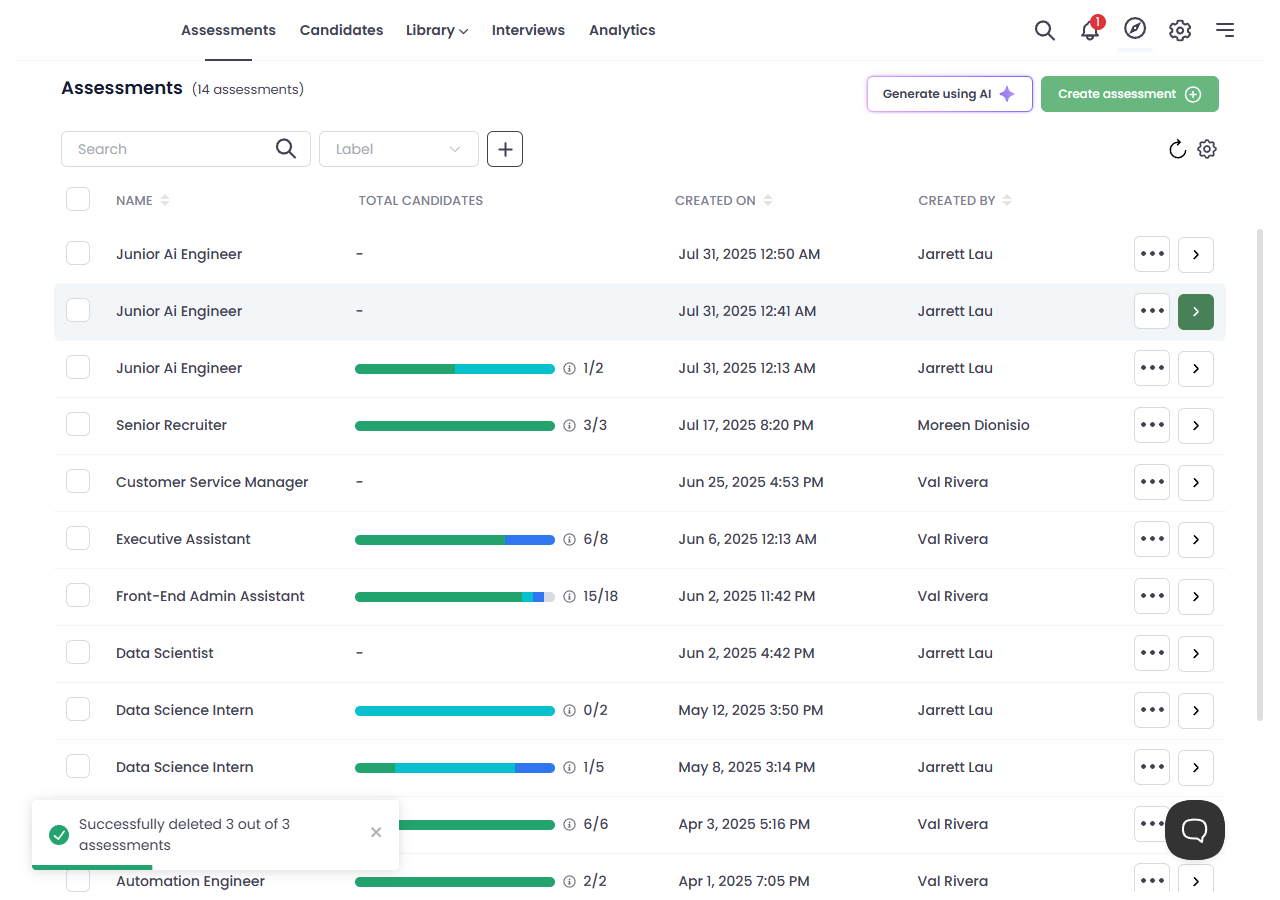 Assessments Candidates Library Interviews Analytics 1
Assessments (14 assessments) Generate using AI Create assessment
Search Label
NAME TOTAL CANDIDATES CREATED ON CREATED BY
Junior Ai Engineer - Jul 31, 2025 12:50 AM Jarrett Lau
Junior Ai Engineer - Jul 31, 2025 12:41 AM Jarrett Lau
Junior Ai Engineer 1/2 Jul 31, 2025 12:13 AM Jarrett Lau
Senior Recruiter 3/3 Jul 17, 2025 8:20 PM Moreen Dionisio
Customer Service Manager - Jun 25, 2025 4:53 PM Val Rivera
Executive Assistant 6/8 Jun 6, 2025 12:13 AM Val Rivera
Front-End Admin Assistant 15/18 Jun 2, 2025 11:42 PM Val Rivera
Data Scientist - Jun 2, 2025 4:42 PM Jarrett Lau
Data Science Intern 0/2 May 12, 2025 3:50 PM Jarrett Lau
Data Science Intern 1/5 May 8, 2025 3:14 PM Jarrett Lau
6/6 Apr 3, 2025 5:16 PM Val Rivera
Successfully deleted 3 out of 3
assessments
Automation Engineer 2/2 Apr 1, 2025 7:05 PM Val Rivera